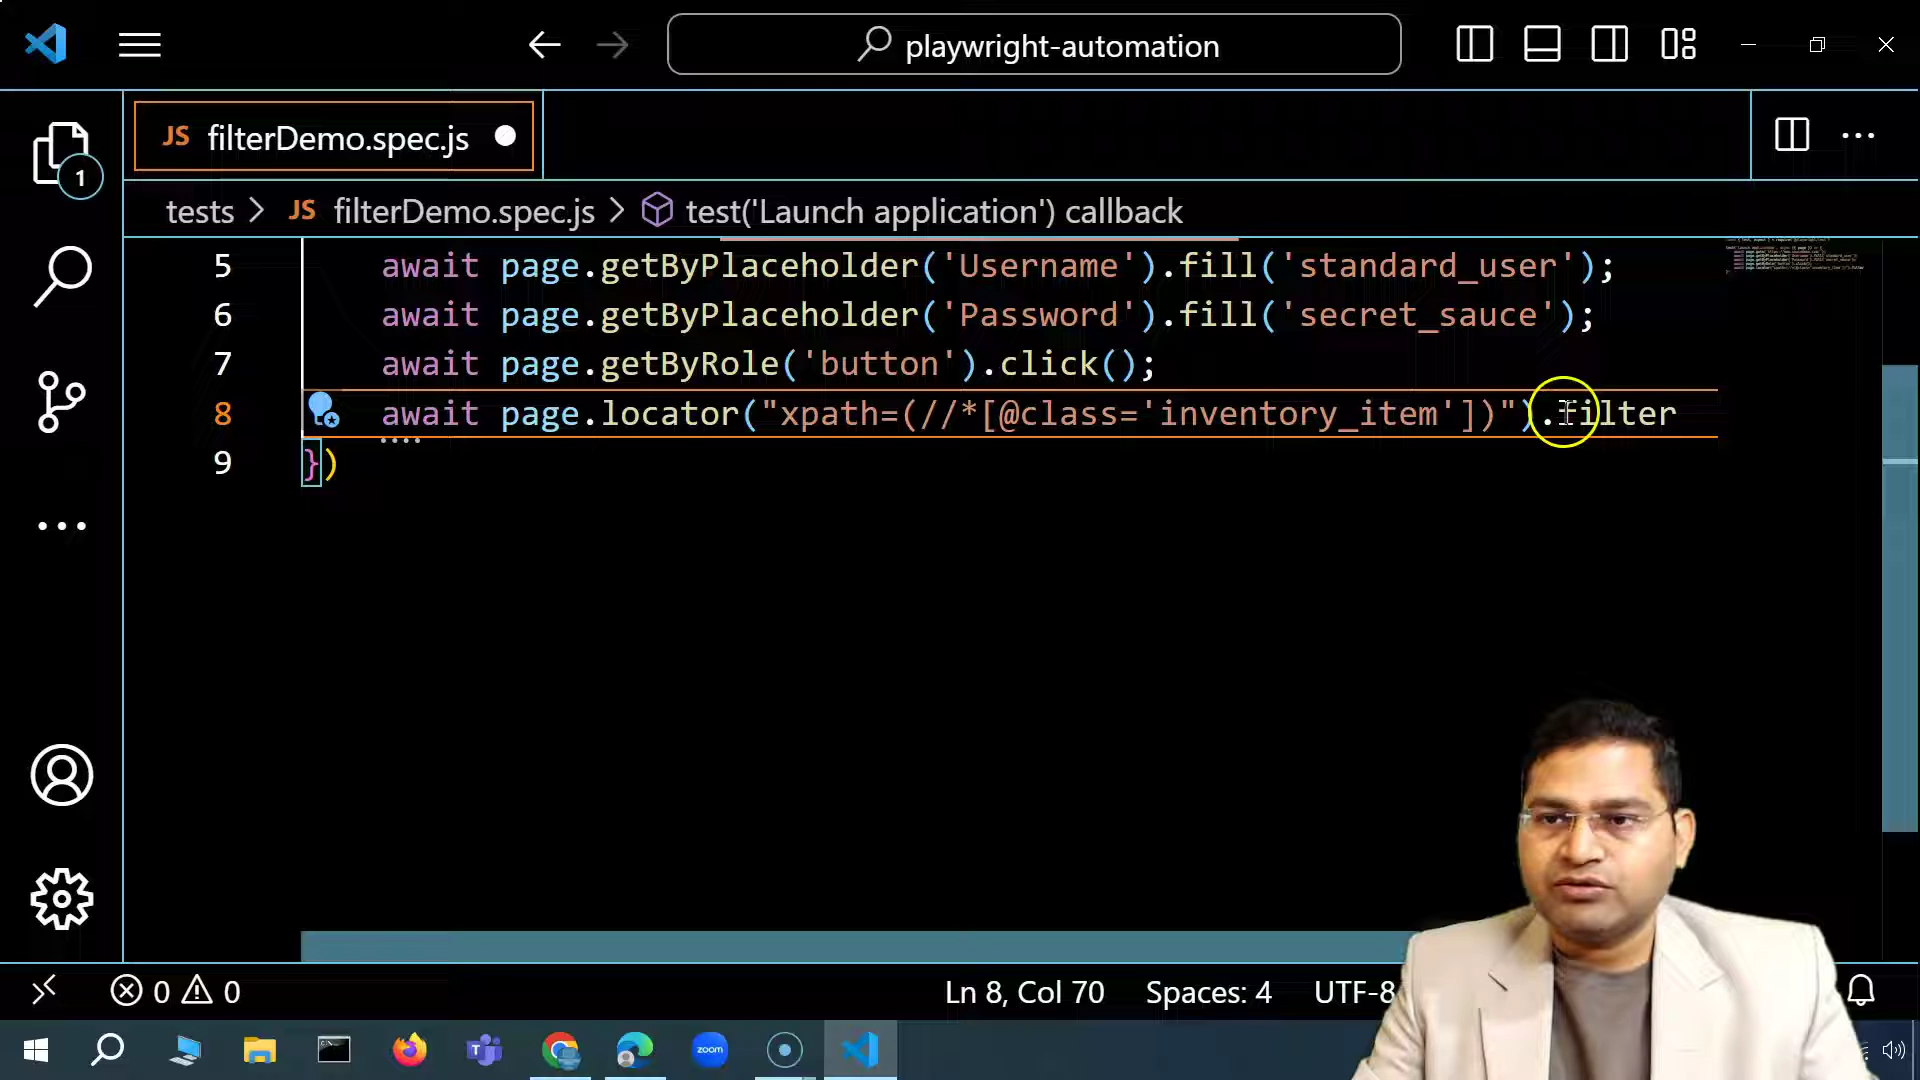 playwright-automation
JS filterDemo.spec.js
1
tests > JS filterDemo.spec.js > test('Launch application') callback
5 await page.getByPlaceholder('Username').fill('standard_user');
6 await page.getByPlaceholder('Password').fill('secret_sauce');
7 await page.getByRole('button').click();
8 await page.locator("xpath=(//*[@class='inventory_item'])").filter
9 })
0 0 Ln 8, Col 70 Spaces: 4 UTF-8
zoom